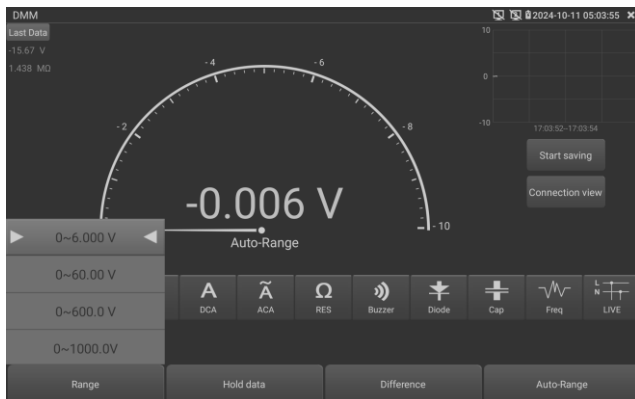 DMM
2024-10-11 05:03:55
Last Data
-15.67 V
1.438 MΩ
10
0
-10
17:03:52--17:03:54
-2
-4
-6
-8
-10
-0.006 V
Auto-Range
Start saving
Connection view
0~6.000 V
0~60.00 V
0~600.0 V
0~1000.0V
A
DCA
Ã
ACA
Ω
RES
Buzzer
Diode
Cap
Freq
L
N
LIVE
Range
Hold data
Difference
Auto-Range